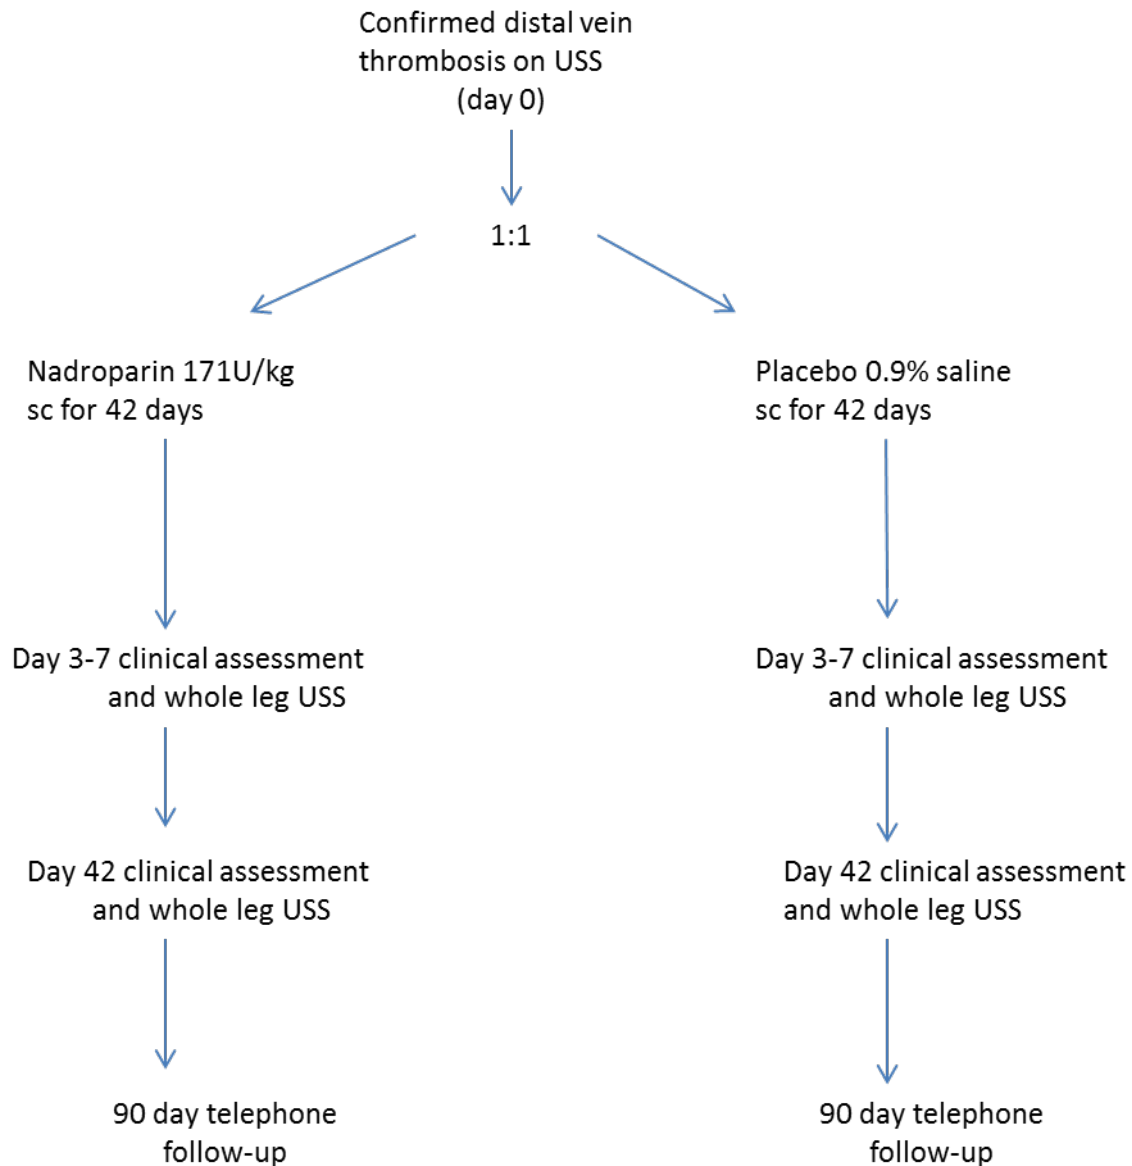 Confirmed distal vein
thrombosis on USS
(day 0)
1:1
Nadroparin 171U/kg
sc for 42 days
Placebo 0.9% saline
sc for 42 days
Day 3-7 clinical assessment
and whole leg USS
Day 3-7 clinical assessment
and whole leg USS
Day 42 clinical assessment
and whole leg USS
Day 42 clinical assessment
and whole leg USS
90 day telephone
follow-up
90 day telephone
follow-up